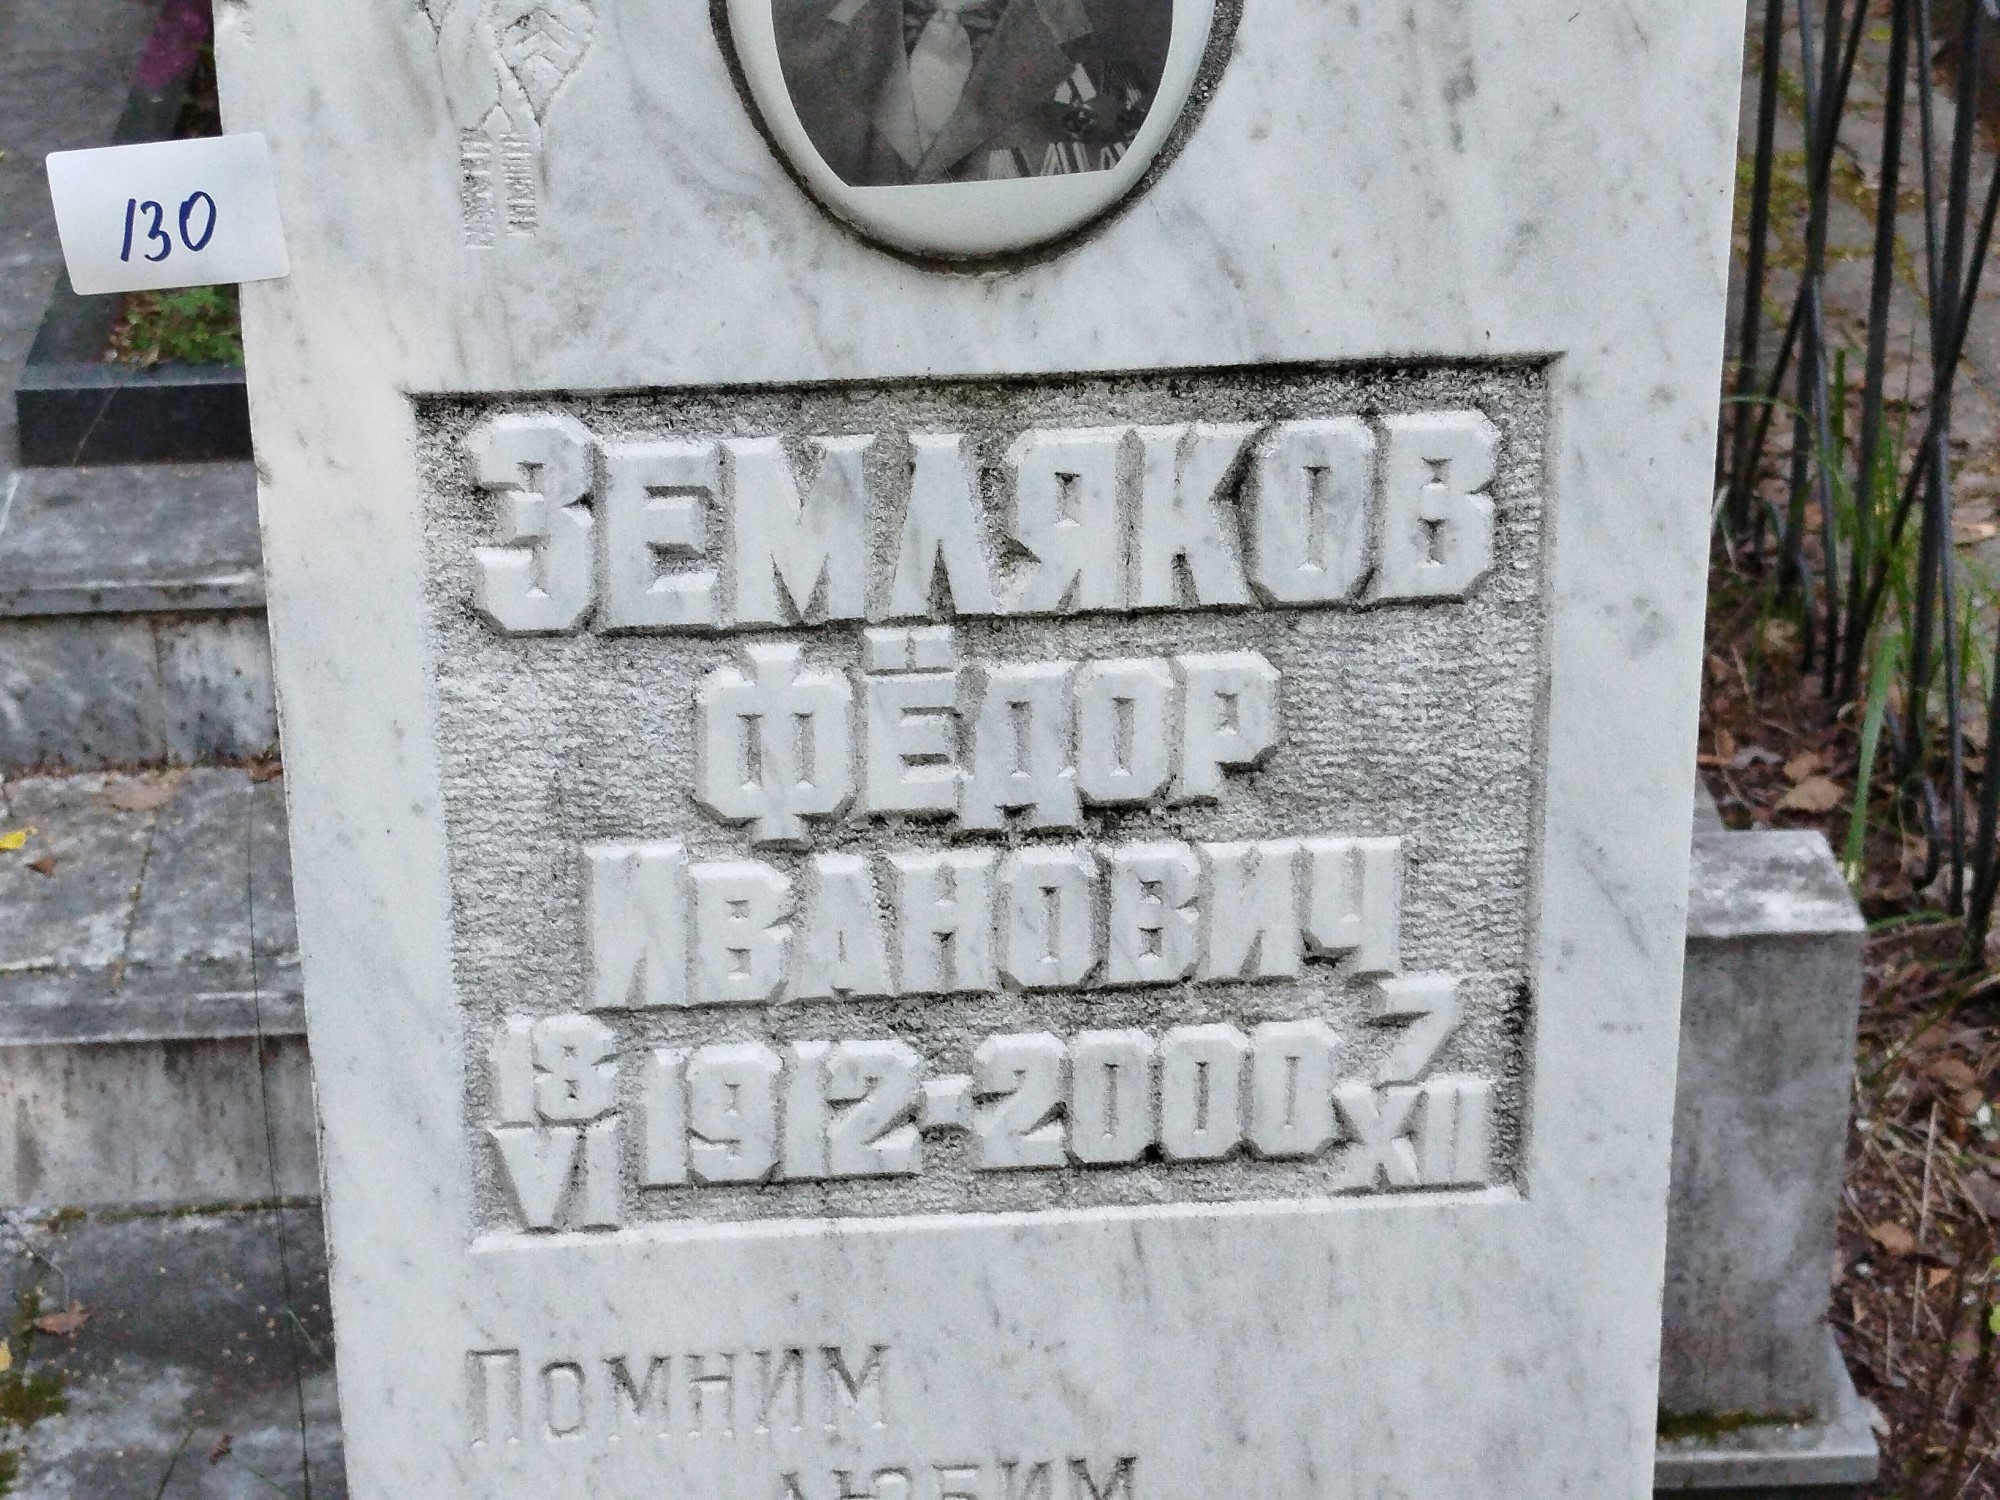 130
Земляков
Фёдор
Иванович
18 VI 1912-2000 7 XII
Помним
любим